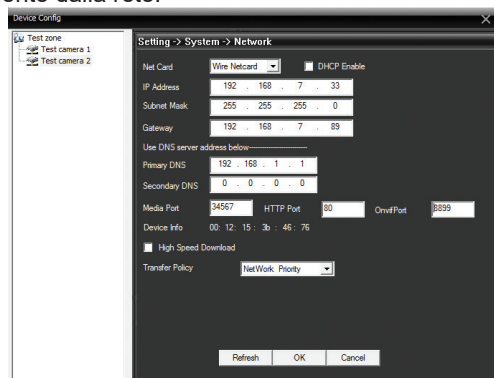 Device Config
Test zone
Test camera 1
Test camera 2
Setting -> System -> Network
Net Card Wire Netcard DHCP Enable
IP Address 192 . 168 . 7 . 33
Subnet Mask 255 . 255 . 255 . 0
Gateway 192 . 168 . 7 . 89
Use DNS server address below-------------------
Primary DNS 192 . 168 . 1 . 1
Secondary DNS 0 . 0 . 0 . 0
Media Port 34567 HTTP Port 80 OnvifPort 8899
Device Info 00: 12: 15: 3b: 46: 76
High Speed Download
Transfer Policy NetWork Priority
Refresh OK Cancel